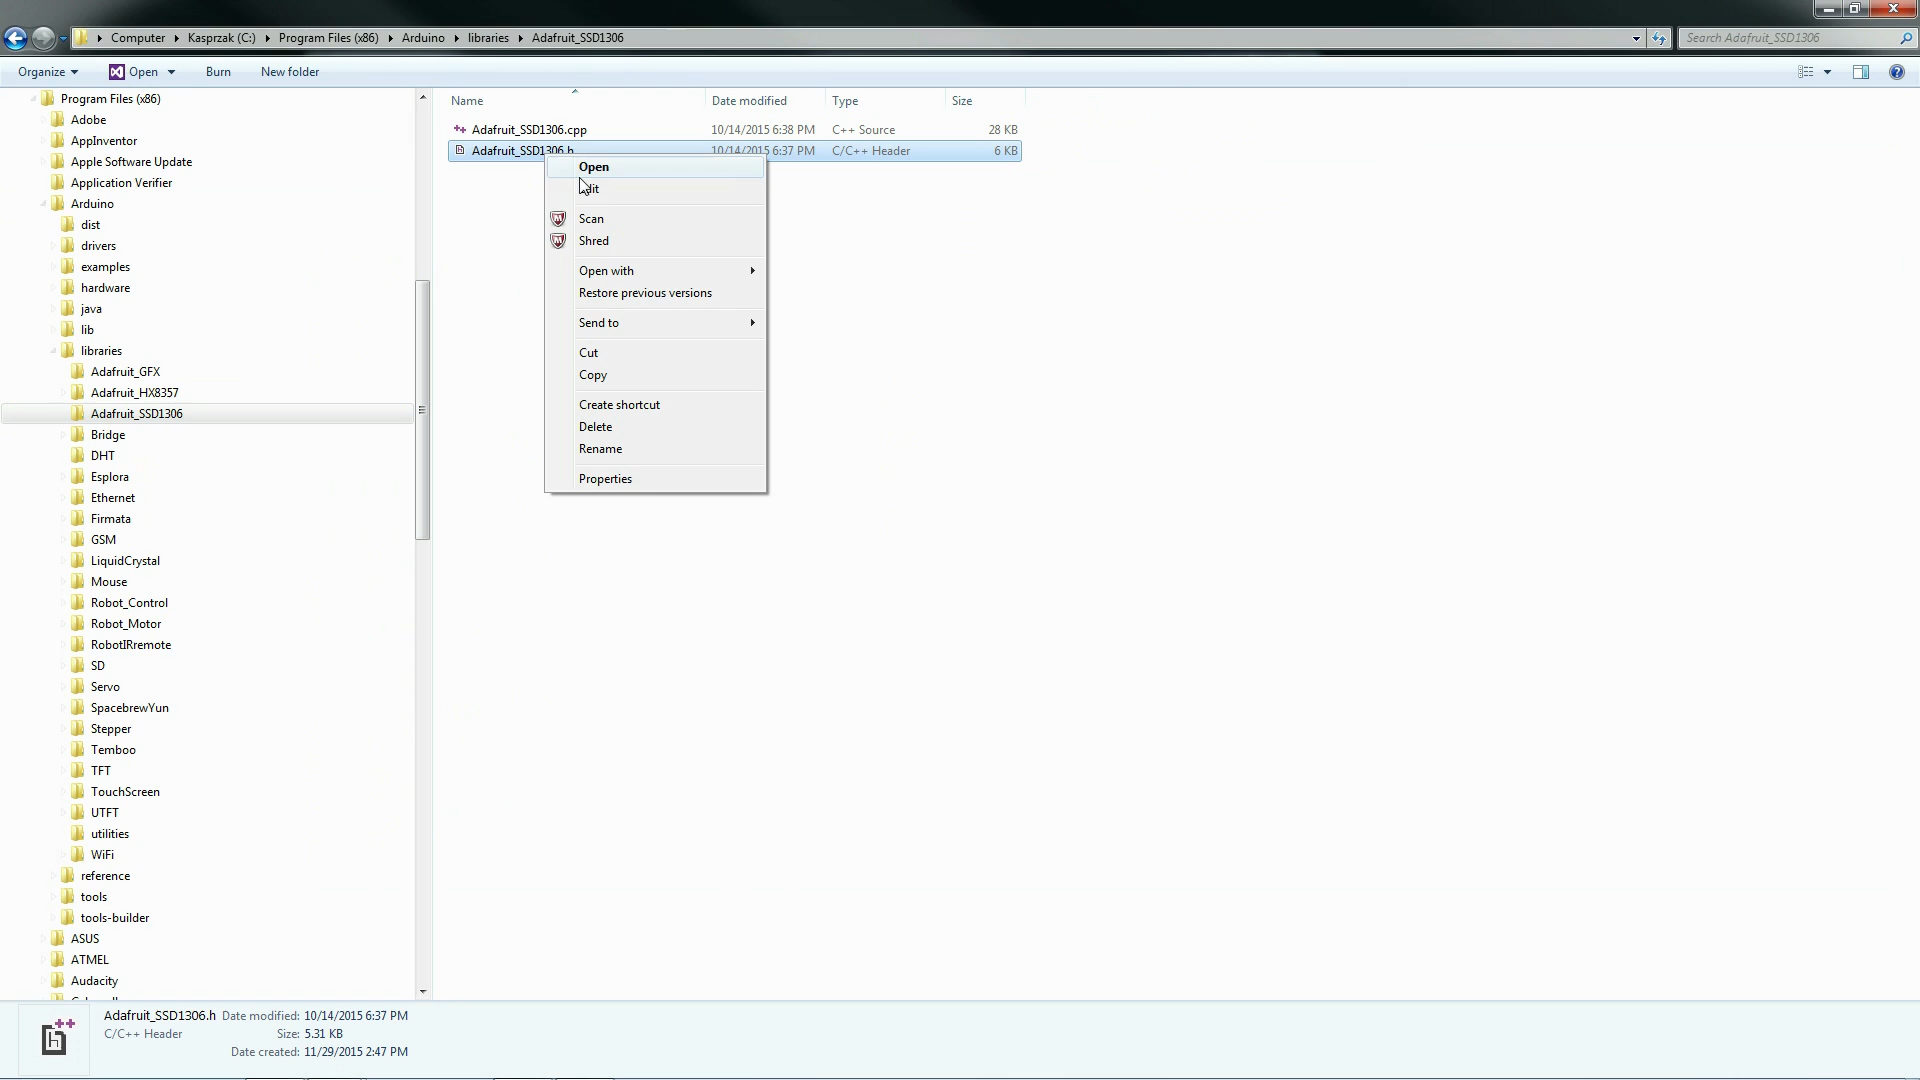 Computer Kasprzak (C:) Program Files (x86) Arduino libraries Adafruit_SSD1306
Search Adafruit_SSD1306
Organize Open Burn New folder
Program Files (x86)
Adobe
AppInventor
Apple Software Update
Application Verifier
Arduino
dist
drivers
examples
hardware
java
lib
libraries
Adafruit_GFX
Adafruit_HX8357
Adafruit_SSD1306
Bridge
DHT
Esplora
Ethernet
Firmata
GSM
LiquidCrystal
Mouse
Robot_Control
Robot_Motor
RobotIRremote
SD
Servo
SpacebrewYun
Stepper
Temboo
TFT
TouchScreen
UTFT
utilities
WiFi
reference
tools
tools-builder
ASUS
ATMEL
Audacity
Name Date modified Type Size
Adafruit_SSD1306.cpp 10/14/2015 6:38 PM C++ Source 28 KB
Adafruit_SSD1306.h 10/14/2015 6:37 PM C/C++ Header 6 KB
Open
Edit
Scan
Shred
Open with
Restore previous versions
Send to
Cut
Copy
Create shortcut
Delete
Rename
Properties
Adafruit_SSD1306.h Date modified: 10/14/2015 6:37 PM
C/C++ Header Size: 5.31 KB
Date created: 11/29/2015 2:47 PM